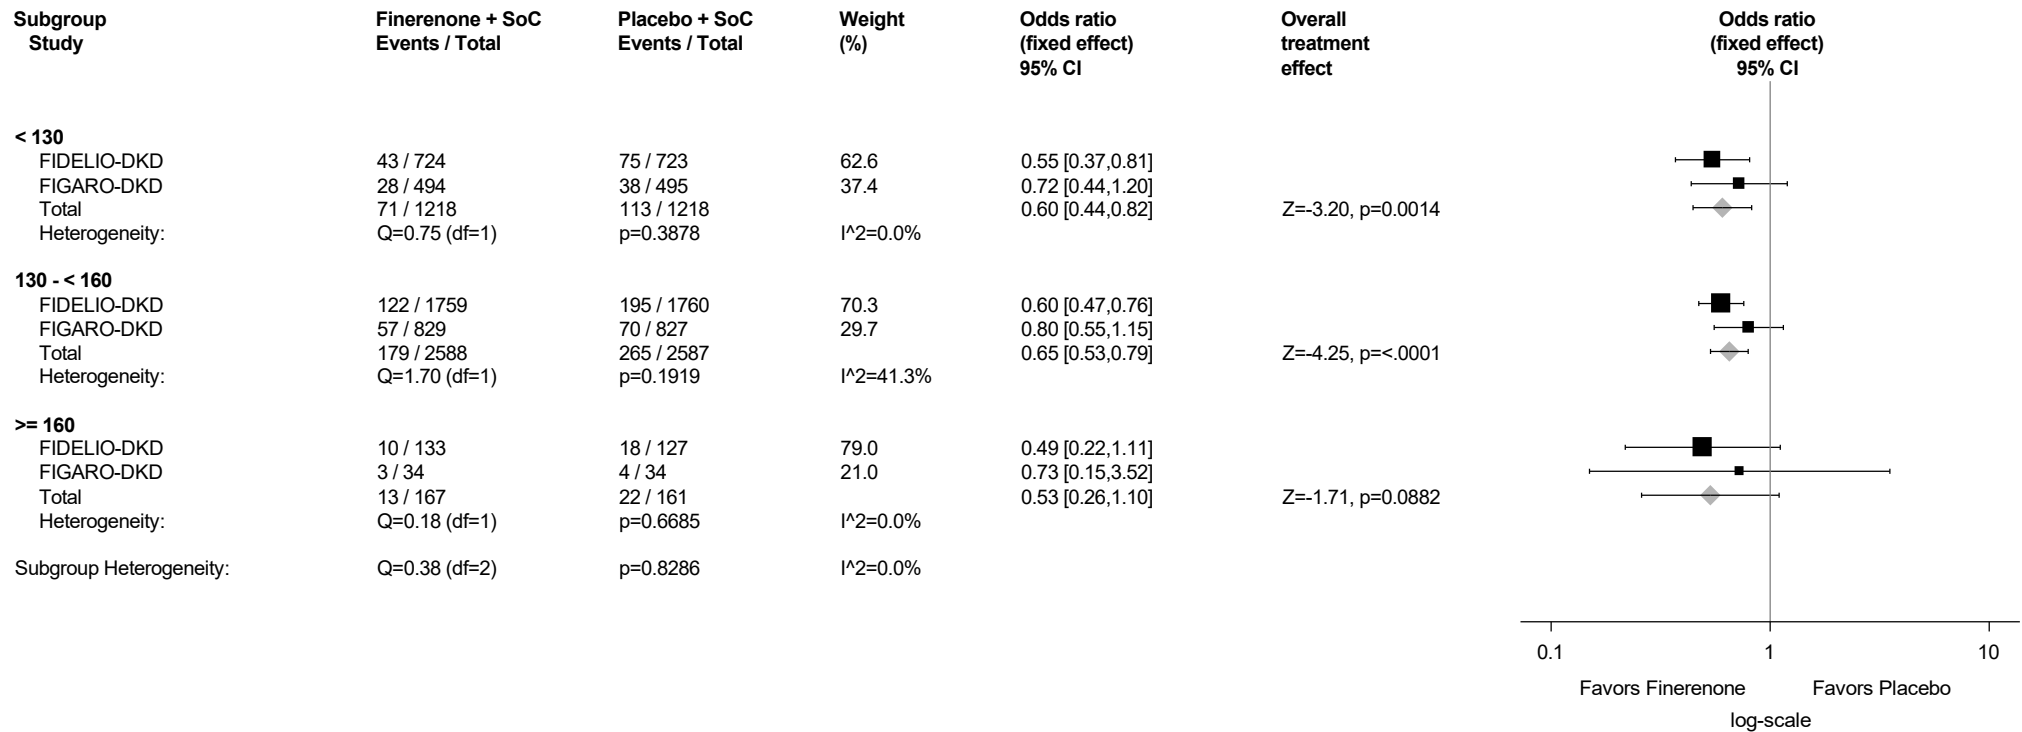 Subgroup Finerenone + SoC Placebo + SoC Weight Odds ratio Overall Odds ratio
Study Events / Total Events / Total (%) (fixed effect) treatment (fixed effect)
95% CI effect 95% CI
< 130
FIDELIO-DKD 43 / 724 75 / 723 62.6 0.55 [0.37,0.81]
FIGARO-DKD 28 / 494 38 / 495 37.4 0.72 [0.44,1.20]
Total 71 / 1218 113 / 1218 0.60 [0.44,0.82] Z=-3.20, p=0.0014
Heterogeneity: Q=0.75 (df=1) p=0.3878 I^2=0.0%
130 - < 160
FIDELIO-DKD 122 / 1759 195 / 1760 70.3 0.60 [0.47,0.76]
FIGARO-DKD 57 / 829 70 / 827 29.7 0.80 [0.55,1.15]
Total 179 / 2588 265 / 2587 0.65 [0.53,0.79] Z=-4.25, p=<.0001
Heterogeneity: Q=1.70 (df=1) p=0.1919 I^2=41.3%
>= 160
FIDELIO-DKD 10 / 133 18 / 127 79.0 0.49 [0.22,1.11]
FIGARO-DKD 3 / 34 4 / 34 21.0 0.73 [0.15,3.52]
Total 13 / 167 22 / 161 0.53 [0.26,1.10] Z=-1.71, p=0.0882
Heterogeneity: Q=0.18 (df=1) p=0.6685 I^2=0.0%
Subgroup Heterogeneity: Q=0.38 (df=2) p=0.8286 I^2=0.0%
0.1 1 10
Favors Finerenone Favors Placebo
log-scale